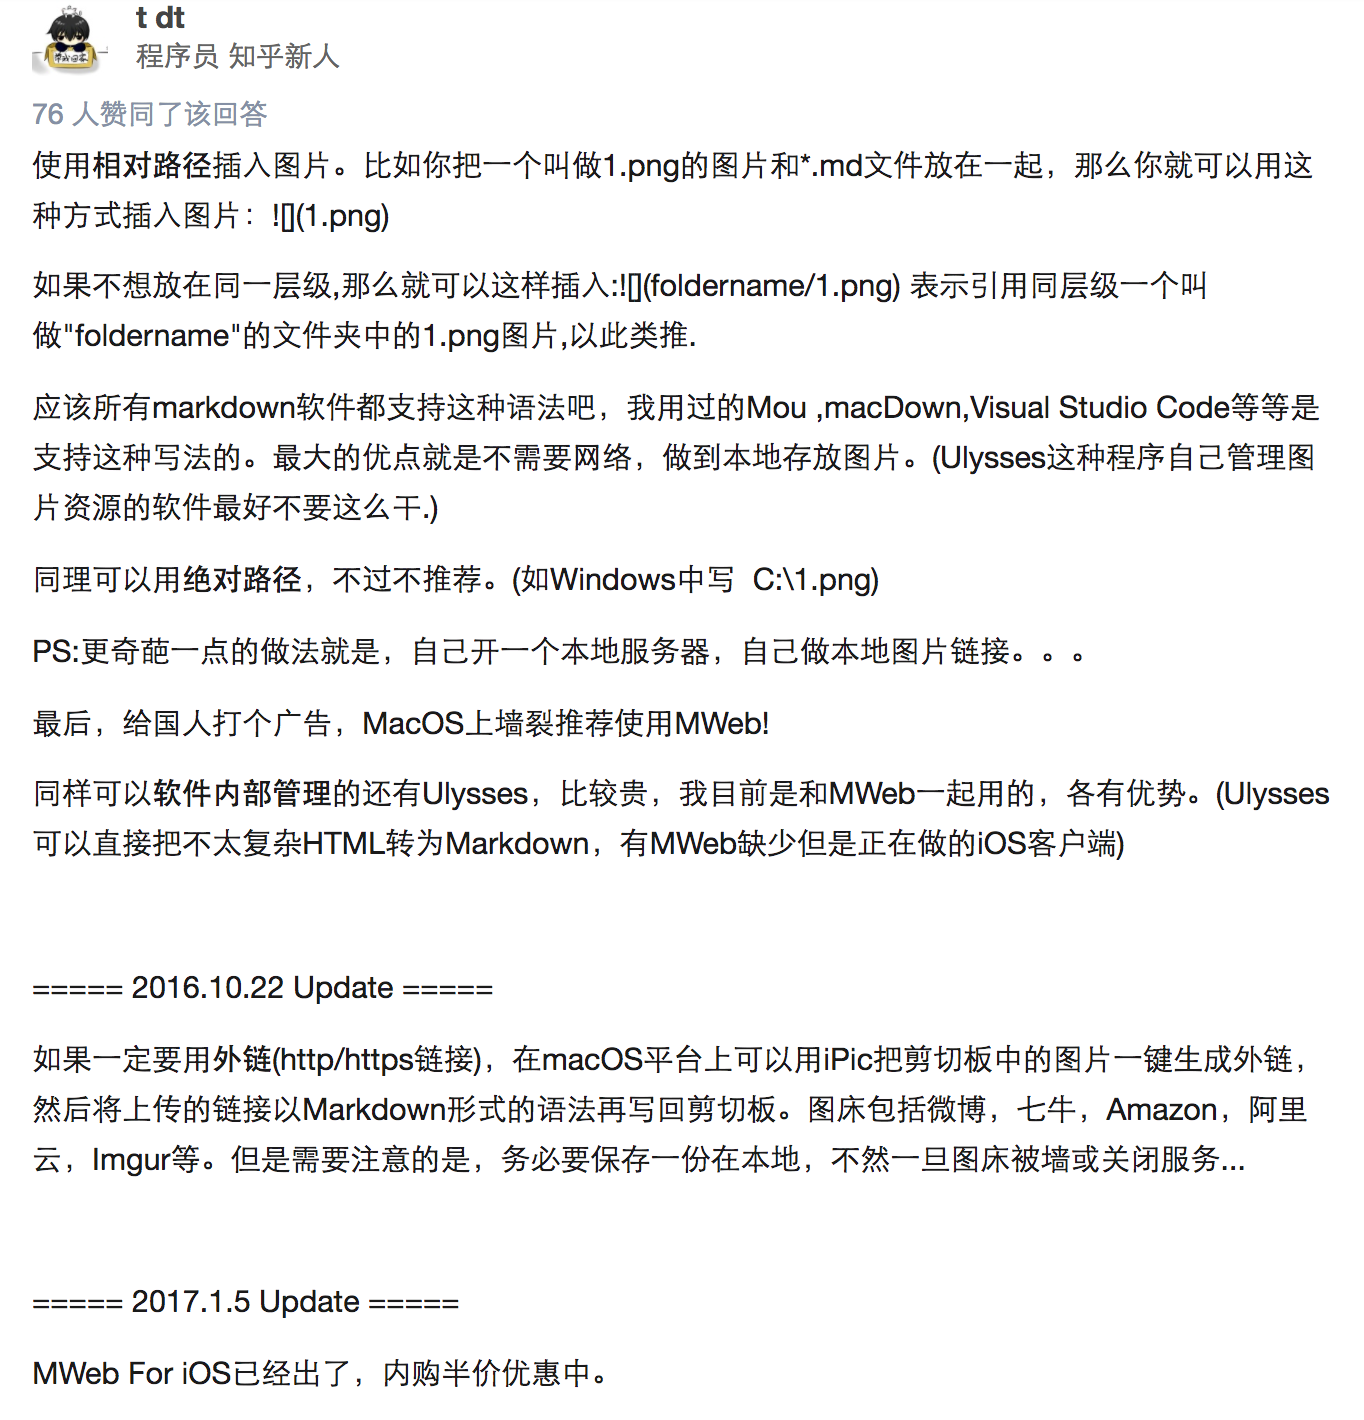 t dt
程序员 知乎新人
76 人赞同了该回答
使用相对路径插入图片。比如你把一个叫做1.png的图片和*.md文件放在一起，那么你就可以用这
种方式插入图片：![](1.png)
如果不想放在同一层级,那么就可以这样插入:![](foldername/1.png) 表示引用同层级一个叫
做"foldername"的文件夹中的1.png图片,以此类推.
应该所有markdown软件都支持这种语法吧，我用过的Mou ,macDown,Visual Studio Code等等是
支持这种写法的。最大的优点就是不需要网络，做到本地存放图片。(Ulysses这种程序自己管理图
片资源的软件最好不要这么干.)
同理可以用绝对路径，不过不推荐。(如Windows中写  C:\1.png)
PS:更奇葩一点的做法就是，自己开一个本地服务器，自己做本地图片链接。。。
最后，给国人打个广告，MacOS上墙裂推荐使用MWeb!
同样可以软件内部管理的还有Ulysses，比较贵，我目前是和MWeb一起用的，各有优势。(Ulysses
可以直接把不太复杂HTML转为Markdown，有MWeb缺少但是正在做的iOS客户端)
===== 2016.10.22 Update =====
如果一定要用外链(http/https链接)，在macOS平台上可以用iPic把剪切板中的图片一键生成外链，
然后将上传的链接以Markdown形式的语法再写回剪切板。图床包括微博，七牛，Amazon，阿里
云，Imgur等。但是需要注意的是，务必要保存一份在本地，不然一旦图床被墙或关闭服务...
===== 2017.1.5 Update =====
MWeb For iOS已经出了，内购半价优惠中。